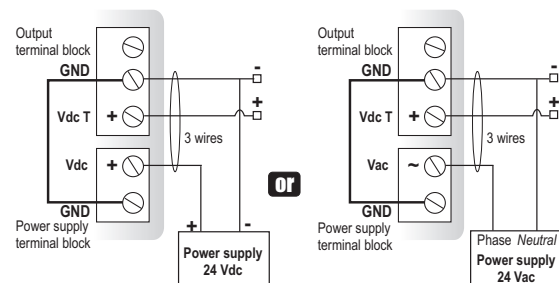 Output
terminal block
GND
-
Vdc T
+
+
3 wires
Vdc
+
GND
Power supply
terminal block
+
-
Power supply
24 Vdc
or
Output
terminal block
GND
-
Vdc T
+
+
3 wires
Vac
~
GND
Power supply
terminal block
Phase Neutral
Power supply
24 Vac